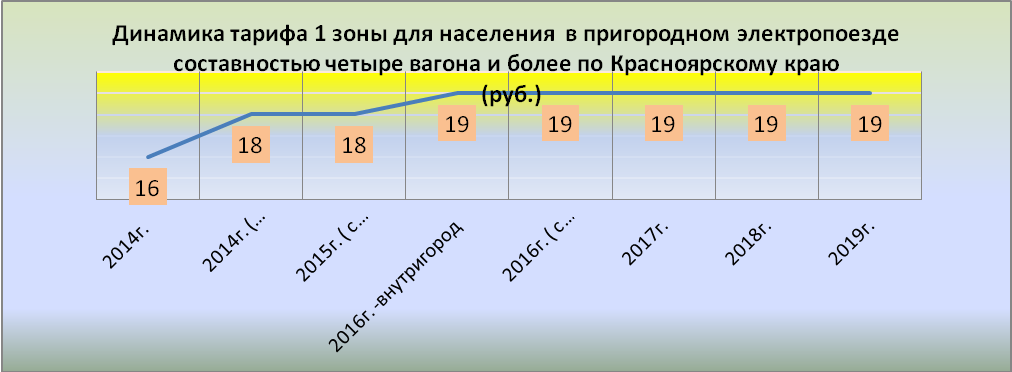 Динамика тарифа 1 зоны для населения в пригородном электропоезде
составностью четыре вагона и более по Красноярскому краю
(руб.)
16
18
18
19
19
19
19
19
2014г.
2014г. (...
2015г. ( с...
2016г. -внутригород
2016г. ( с...
2017г.
2018г.
2019г.